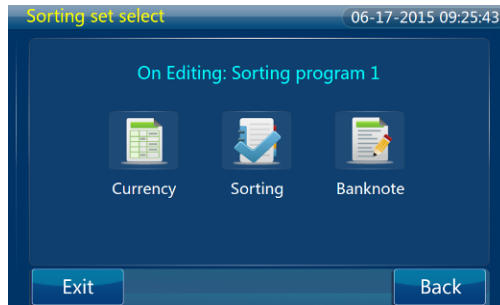 Sorting set select 06-17-2015 09:25:43
On Editing: Sorting program 1
Currency Sorting Banknote
Exit Back